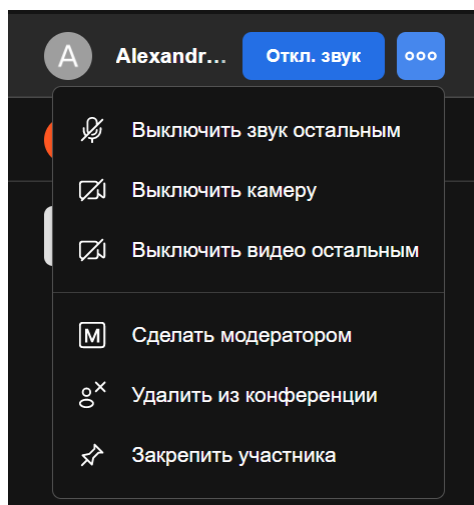 A Alexandr... Откл. звук
Выключить звук остальным
Выключить камеру
Выключить видео остальным
M Сделать модератором
Удалить из конференции
Закрепить участника